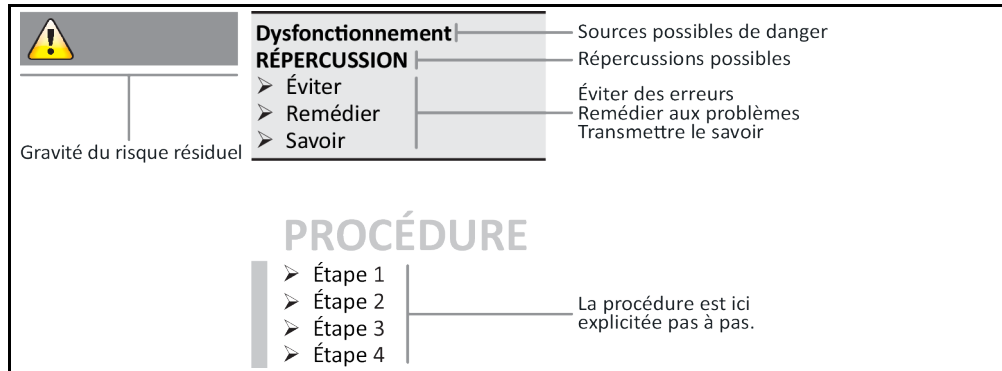 Dysfonctionnement
Sources possibles de danger
RÉPERCUSSION
Répercussions possibles
➢ Éviter
➢ Remédier
➢ Savoir
Éviter des erreurs
Remédier aux problèmes
Transmettre le savoir
Gravité du risque résiduel
PROCÉDURE
➢ Étape 1
➢ Étape 2
➢ Étape 3
➢ Étape 4
La procédure est ici
explicitée pas à pas.